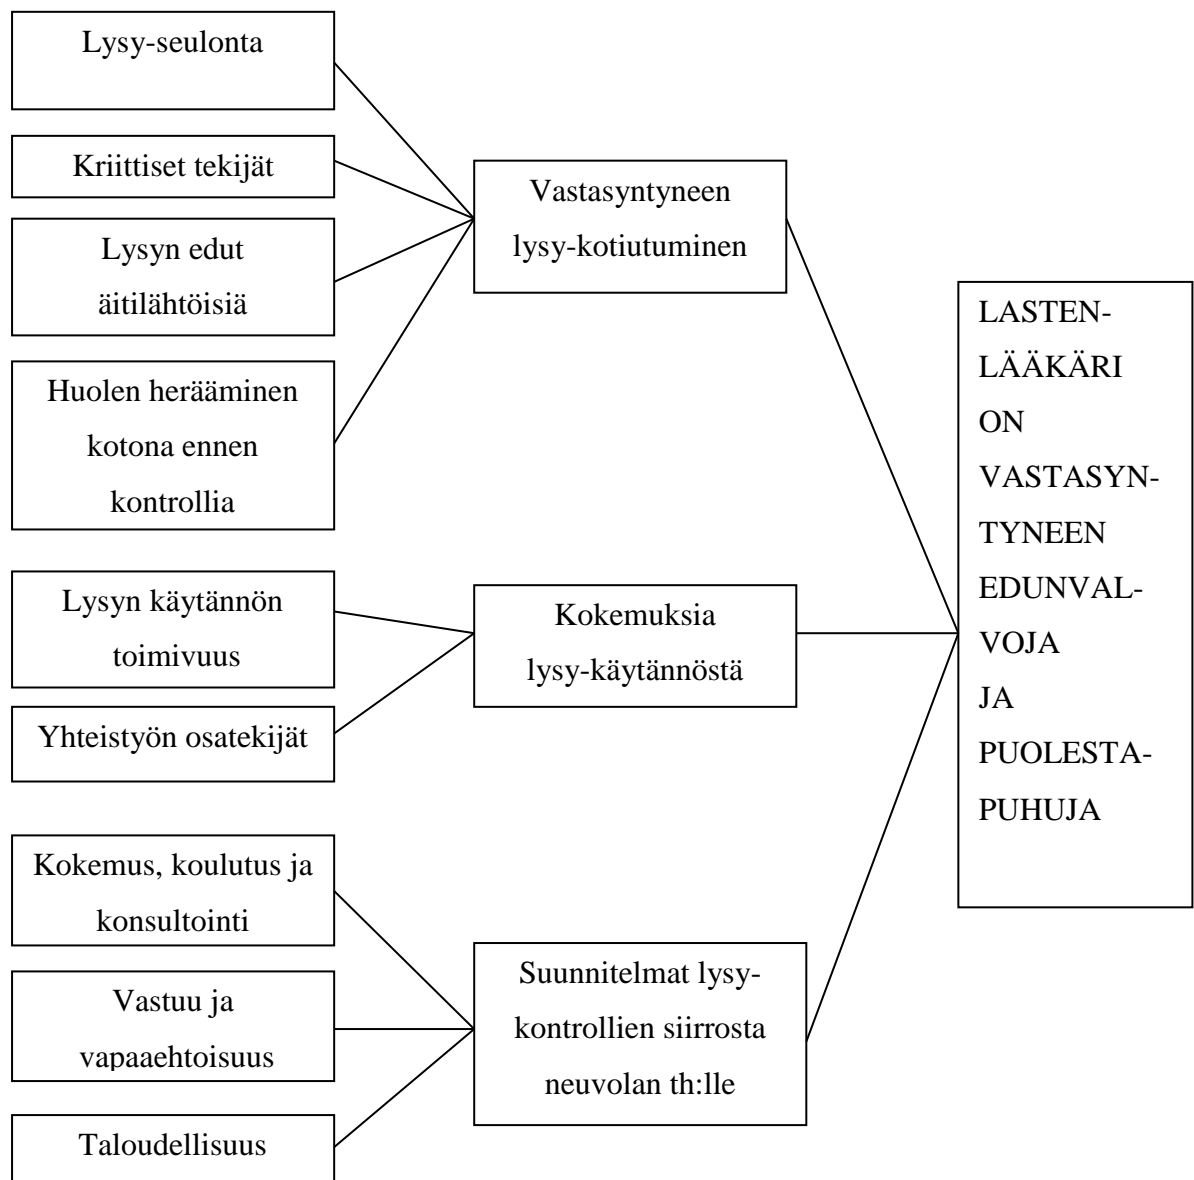 Lysy-seulonta
Kriittiset tekijät
Lysyn edut
äitilähtöisiä
Huolen herääminen
kotona ennen
kontrollia
Lysyn käytännön
toimivuus
Yhteistyön osatekijät
Kokemus, koulutus ja
konsultointi
Vastuu ja
vapaaehtoisuus
Taloudellisuus
Vastasyntyneen
lysy-kotiutuminen
Kokemuksia
lysy-käytännöstä
Suunnitelmat lysy-
kontrollien siirrosta
neuvolan th:lle
LASTEN-
LÄÄKÄRI
ON
VASTASYN-
TYNEEN
EDUNVAL-
VOJA
JA
PUOLESTA-
PUHUJA